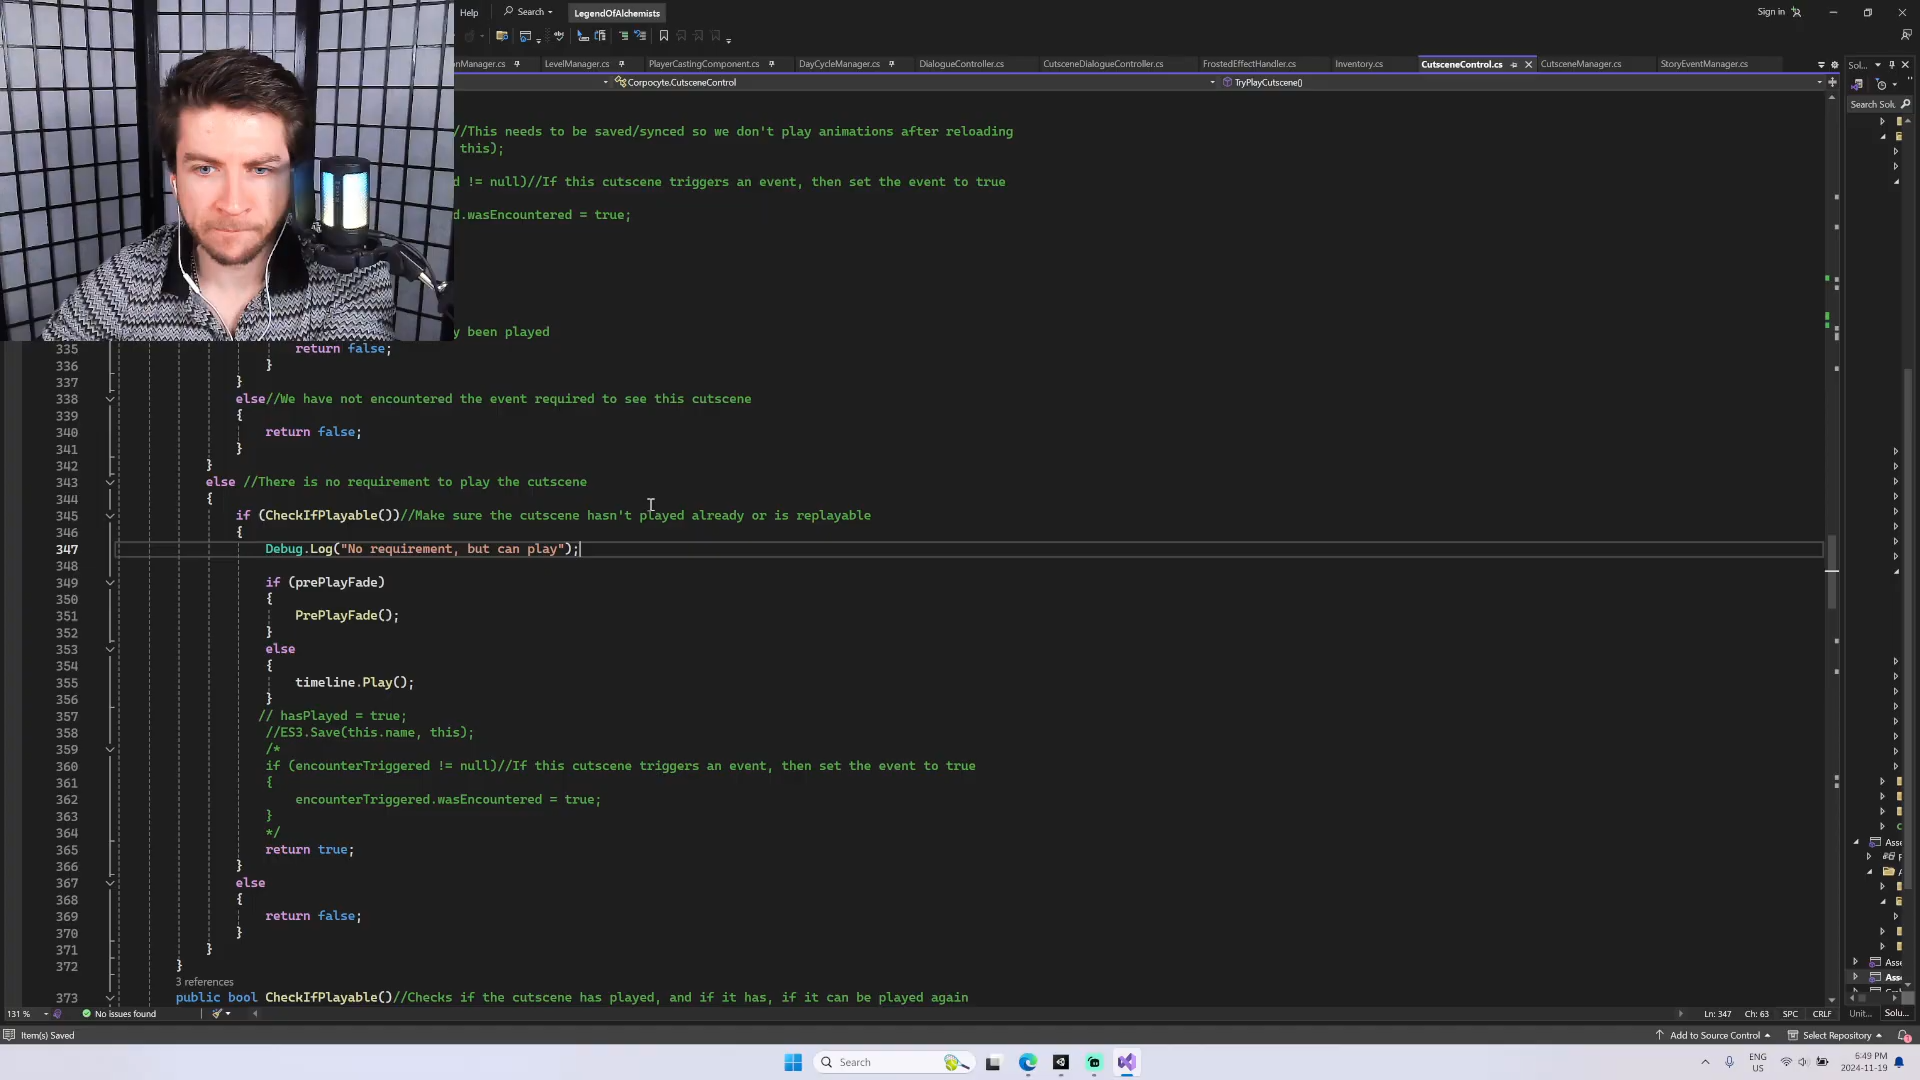 Help
Search
LegendOfAlchemists
Sign in
nManager.cs
LevelManager.cs
PlayerCastingComponent.cs
DayCycleManager.cs
DialogueController.cs
CutsceneDialogueController.cs
FrostedEffectHandler.cs
Inventory.cs
CutsceneControl.cs
CutsceneManager.cs
StoryEventManager.cs
Sol...
Corpocyte.CutsceneControl
TryPlayCutscene()
Search Solu
//This needs to be saved/synced so we don't play animations after reloading
this);
d != null)//If this cutscene triggers an event, then set the event to true
d.wasEncountered = true;
y been played
335 return false;
336 }
337 }
338 else//We have not encountered the event required to see this cutscene
339 {
340 return false;
341 }
342 }
343 else //There is no requirement to play the cutscene
344 {
345 if (CheckIfPlayable())//Make sure the cutscene hasn't played already or is replayable
346 {
347 Debug.Log("No requirement, but can play");
348
349 if (prePlayFade)
350 {
351 PrePlayFade();
352 }
353 else
354 {
355 timeline.Play();
356 }
357 // hasPlayed = true;
358 //ES3.Save(this.name, this);
359 /*
360 if (encounterTriggered != null)//If this cutscene triggers an event, then set the event to true
361 {
362 encounterTriggered.wasEncountered = true;
363 }
364 */
365 return true;
366 }
367 else
368 {
369 return false;
370 }
371 }
372 }
3 references
373 public bool CheckIfPlayable()//Checks if the cutscene has played, and if it has, if it can be played again
Asse
Asse
Ass
131 %
No issues found
Ln: 347
Ch: 63
SPC
CRLF
Unit...
Solu...
Item(s) Saved
Add to Source Control
Select Repository
Search
ENG
US
6:49 PM
2024-11-19